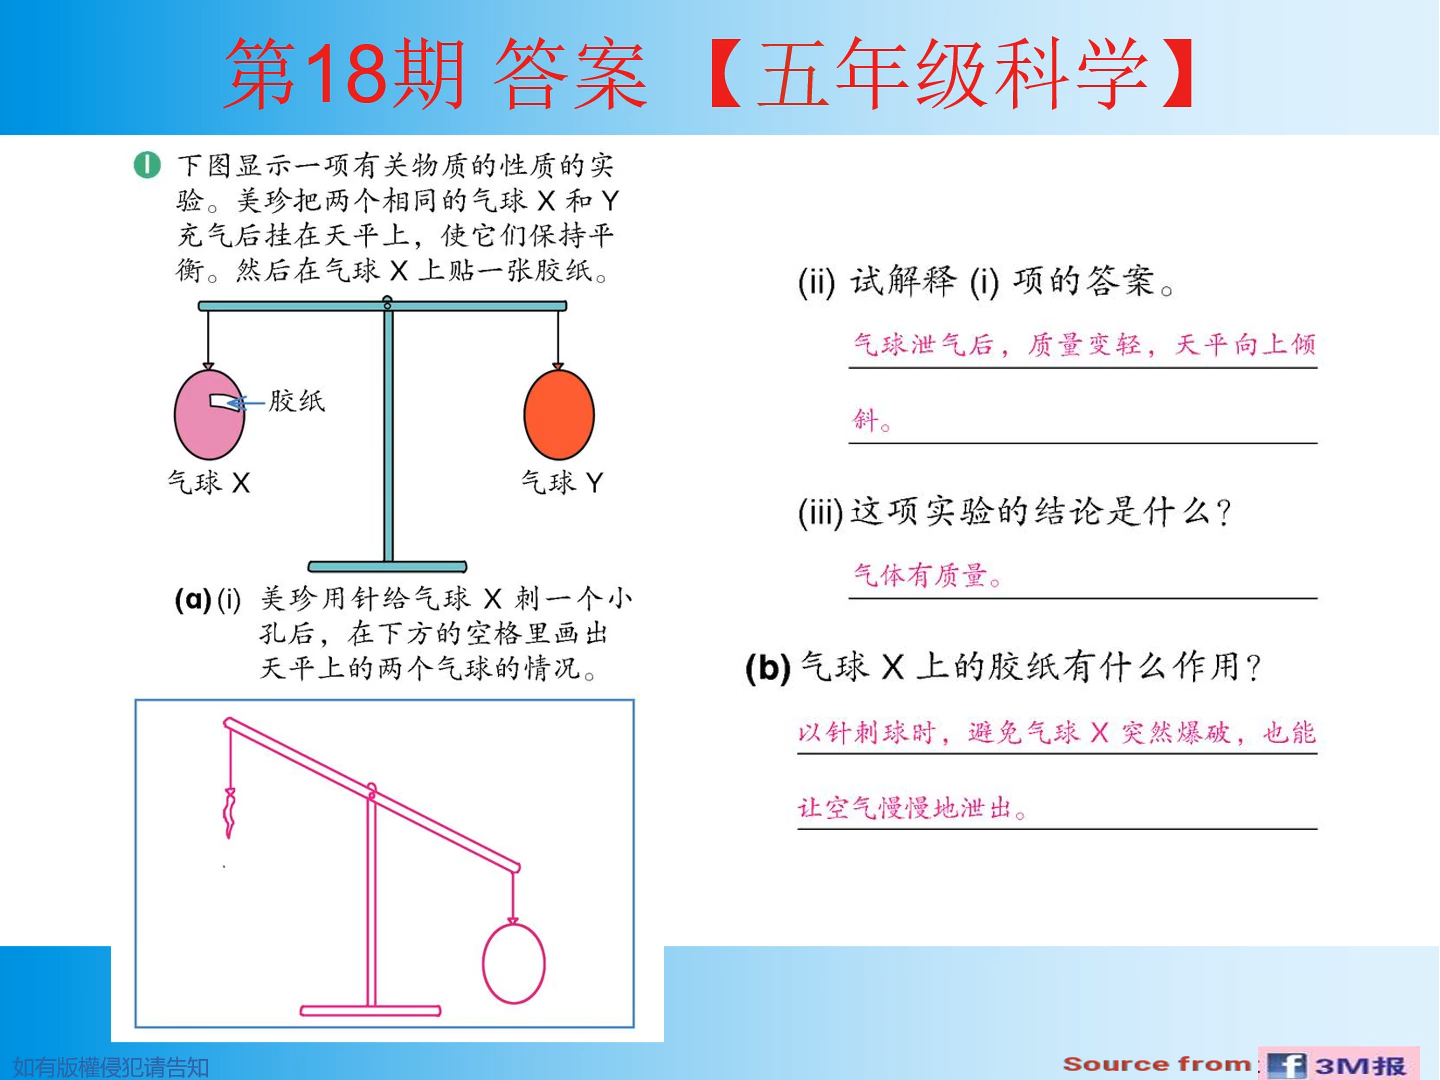 第18期 答案 【五年级科学】
1 下图显示一项有关物质的性质的实
验。美珍把两个相同的气球 X 和 Y
充气后挂在天平上，使它们保持平
衡。然后在气球 X 上贴一张胶纸。
胶纸
气球 X
气球 Y
(a) (i) 美珍用针给气球 X 刺一个小
孔后，在下方的空格里画出
天平上的两个气球的情况。
(ii) 试解释 (i) 项的答案。
气球泄气后，质量变轻，天平向上倾
斜。
(iii) 这项实验的结论是什么？
气体有质量。
(b) 气球 X 上的胶纸有什么作用？
以针刺球时，避免气球 X 突然爆破，也能
让空气慢慢地泄出。
如有版權侵犯请告知
Source from :
f 3M报